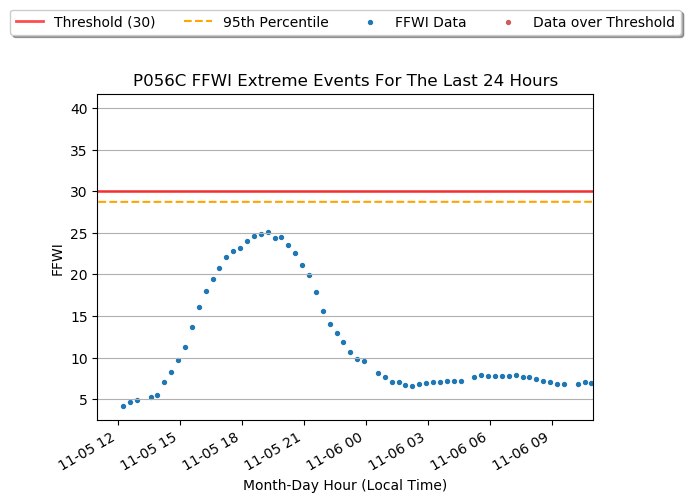 Threshold (30) 95th Percentile FFWI Data Data over Threshold
P056C FFWI Extreme Events For The Last 24 Hours
40
35
30
25
20
15
10
5
FFWI
11-05 12 11-05 15 11-05 18 11-05 21 11-06 00 11-06 03 11-06 06 11-06 09
Month-Day Hour (Local Time)